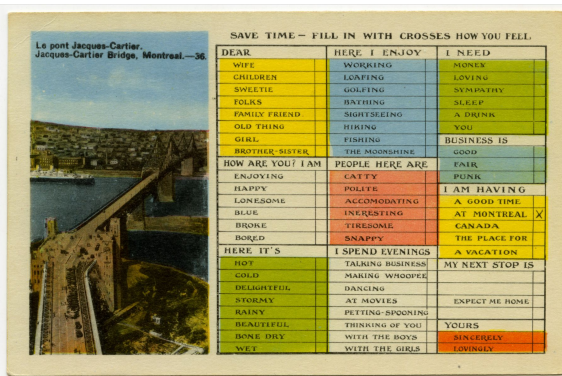 Le pont Jacques-Cartier.
Jacques-Cartier Bridge, Montreal.—36.
SAVE TIME — FILL IN WITH CROSSES HOW YOU FELL
DEAR
WIFE
CHILDREN
SWEETIE
FOLKS
FAMILY FRIEND
OLD THING
GIRL
BROTHER-SISTER
HOW ARE YOU? I AM
ENJOYING
HAPPY
LONESOME
BLUE
BROKE
BORED
HERE IT'S
HOT
COLD
DELIGHTFUL
STORMY
RAINY
BEAUTIFUL
BONE DRY
WET
HERE I ENJOY
WORKING
LOAFING
GOLFING
BATHING
SIGHTSEEING
HIKING
FISHING
THE MOONSHINE
PEOPLE HERE ARE
CATTY
POLITE
ACCOMODATING
INERESTING
TIRESOME
SNAPPY
I SPEND EVENINGS
TALKING BUSINESS
MAKING WHOOPEE
DANCING
AT MOVIES
PETTING-SPOONING
THINKING OF YOU
WITH THE BOYS
WITH THE GIRLS
I NEED
MONEY
LOVING
SYMPATHY
SLEEP
A DRINK
YOU
BUSINESS IS
GOOD
FAIR
PUNK
I AM HAVING
A GOOD TIME
AT MONTREAL X
CANADA
THE PLACE FOR
A VACATION
MY NEXT STOP IS
EXPECT ME HOME
YOURS
SINCERELY
LOVINGLY